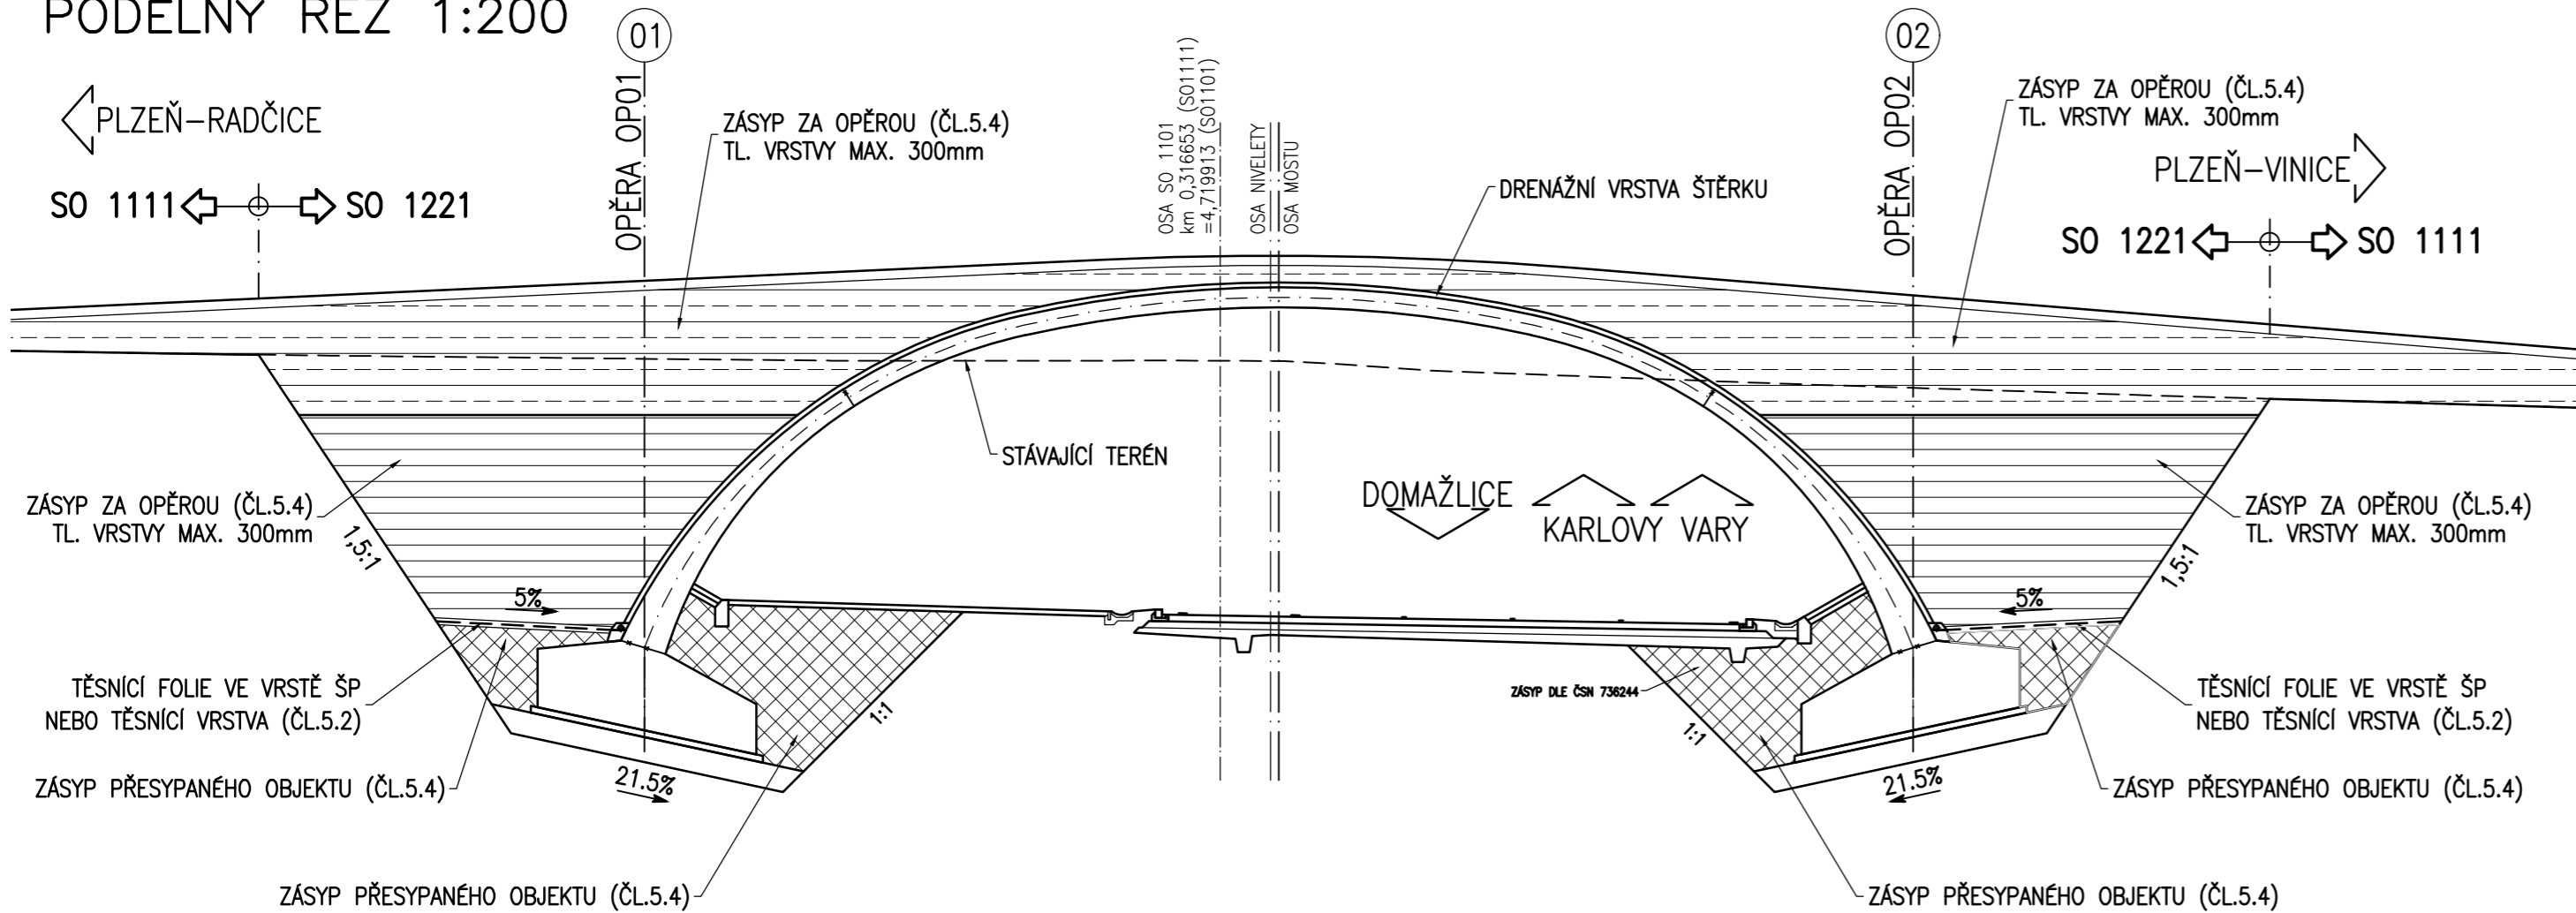 PODÉLNÝ ŘEZ 1:200
01
02
OPĚRA OP01
OPĚRA OP02
PLZEŇ-RADČICE
SO 1111
SO 1221
ZÁSYP ZA OPĚROU (ČL.5.4)
TL. VRSTVY MAX. 300mm
OSA SO 1101
km 0,316653 (SO1111)
=4,719913 (SO1101)
OSA NIVELETY
OSA MOSTU
DRENÁŽNÍ VRSTVA ŠTĚRKU
ZÁSYP ZA OPĚROU (ČL.5.4)
TL. VRSTVY MAX. 300mm
PLZEŇ-VINICE
SO 1221
SO 1111
STÁVAJÍCÍ TERÉN
DOMAŽLICE
KARLOVY VARY
ZÁSYP ZA OPĚROU (ČL.5.4)
TL. VRSTVY MAX. 300mm
1,5:1
5%
ZÁSYP ZA OPĚROU (ČL.5.4)
TL. VRSTVY MAX. 300mm
1,5:1
5%
TĚSNÍCÍ FOLIE VE VRSTĚ ŠP
NEBO TĚSNÍCÍ VRSTVA (ČL.5.2)
ZÁSYP DLE ČSN 736244
TĚSNÍCÍ FOLIE VE VRSTĚ ŠP
NEBO TĚSNÍCÍ VRSTVA (ČL.5.2)
1:1
1:1
ZÁSYP PŘESYPANÉHO OBJEKTU (ČL.5.4)
21.5%
21.5%
ZÁSYP PŘESYPANÉHO OBJEKTU (ČL.5.4)
ZÁSYP PŘESYPANÉHO OBJEKTU (ČL.5.4)
ZÁSYP PŘESYPANÉHO OBJEKTU (ČL.5.4)